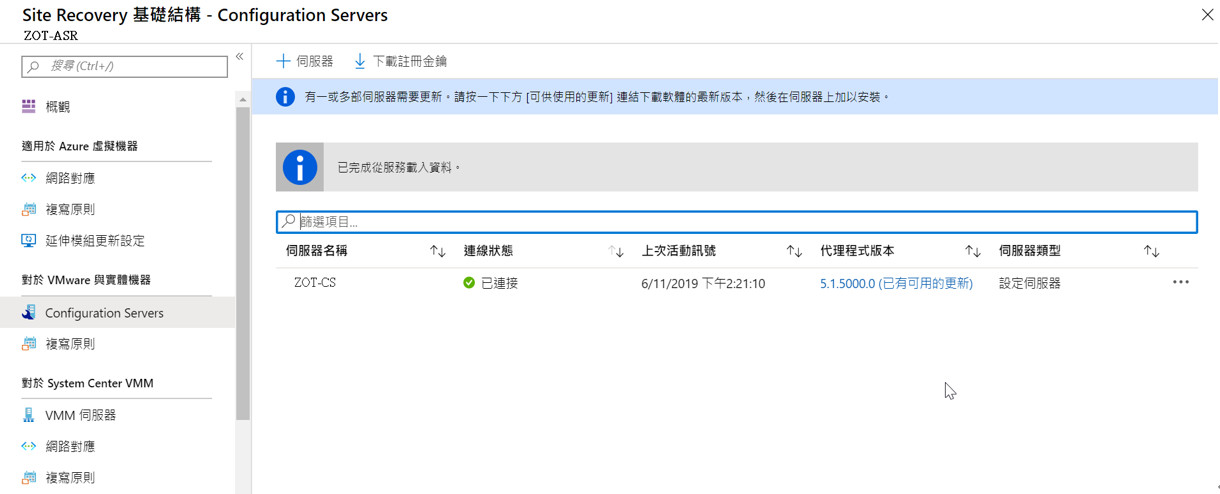 Site Recovery 基礎結構 - Configuration Servers
ZOT-ASR
搜尋 (Ctrl+/)
概觀
適用於 Azure 虛擬機器
網路對應
複寫原則
延伸模組更新設定
對於 VMware 與實體機器
Configuration Servers
複寫原則
對於 System Center VMM
VMM 伺服器
網路對應
複寫原則
伺服器 下載註冊金鑰
有一或多部伺服器需要更新。請按一下下方 [可供使用的更新] 連結下載軟體的最新版本，然後在伺服器上加以安裝。
已完成從服務載入資料。
篩選項目...
伺服器名稱 連線狀態 上次活動訊號 代理程式版本 伺服器類型
ZOT-CS 已連接 6/11/2019 下午2:21:10 5.1.5000.0 (已有可用的更新) 設定伺服器